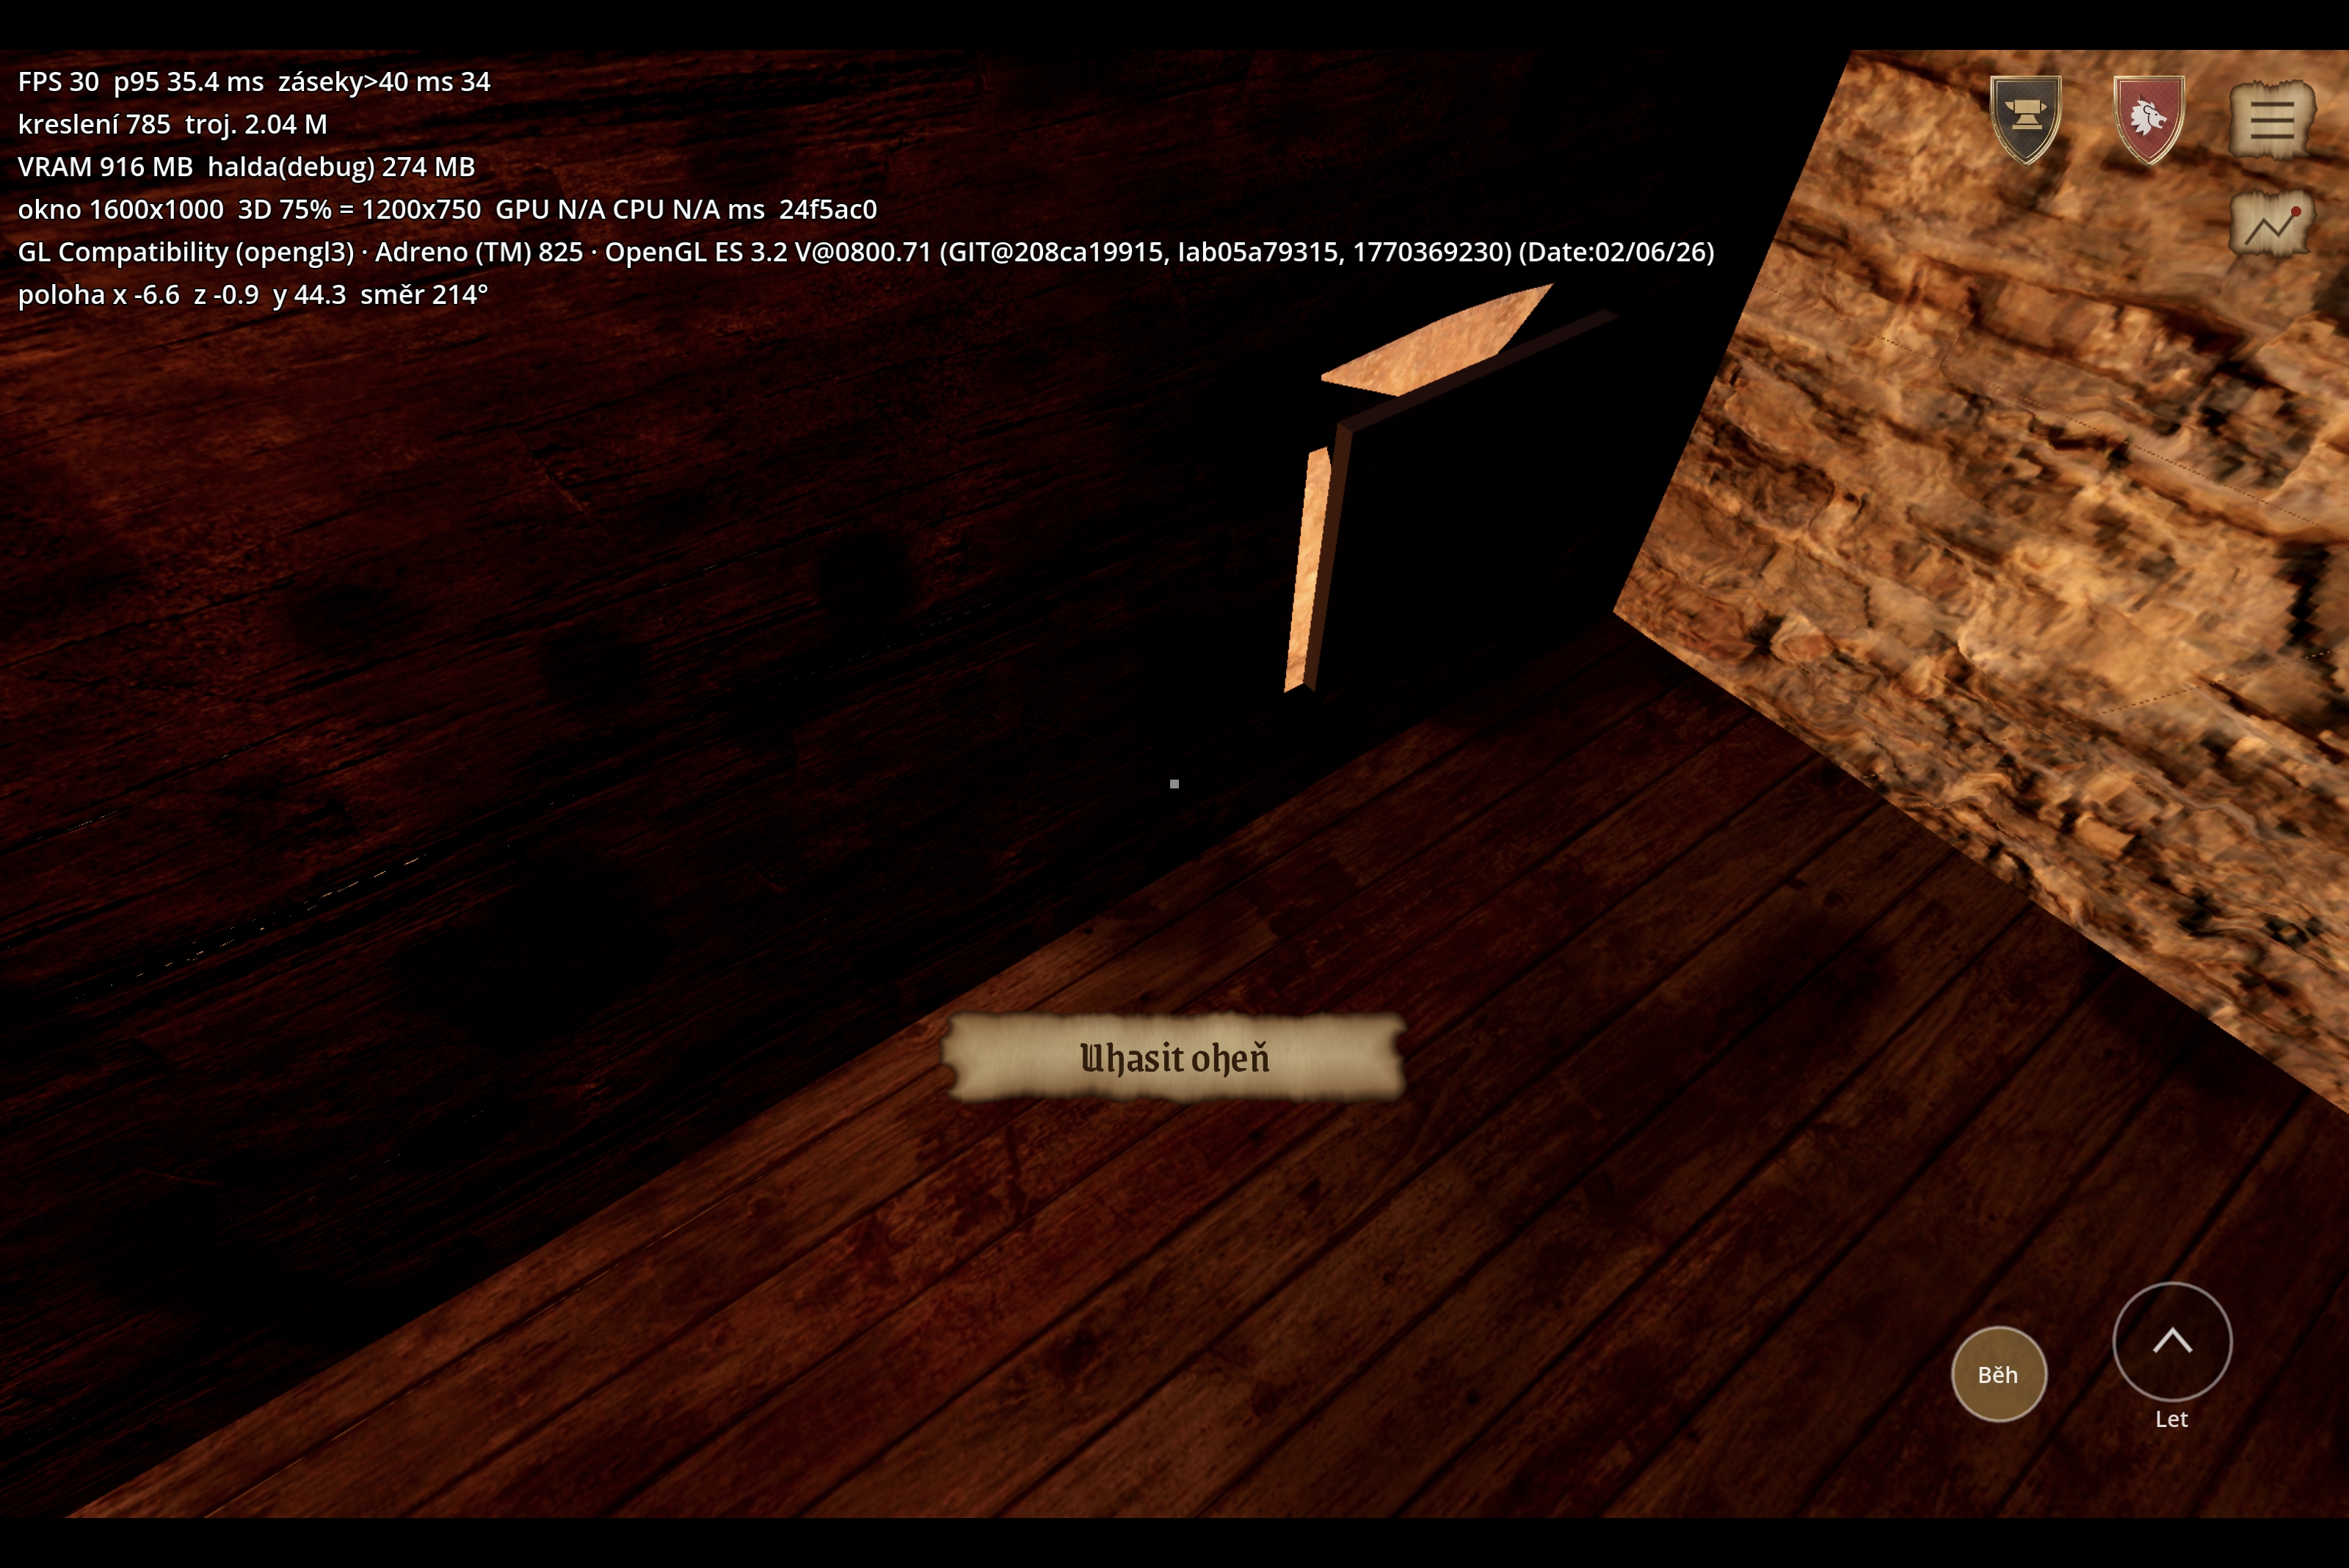 FPS 30  p95 35.4 ms  záseky>40 ms 34
kreslení 785  troj. 2.04 M
VRAM 916 MB  halda(debug) 274 MB
okno 1600x1000  3D 75% = 1200x750  GPU N/A CPU N/A ms  24f5ac0
GL Compatibility (opengl3) · Adreno (TM) 825 · OpenGL ES 3.2 V@0800.71 (GIT@208ca19915, Iab05a79315, 1770369230) (Date:02/06/26)
poloha x -6.6  z -0.9  y 44.3  směr 214°
Uhasit oheň
Běh
Let